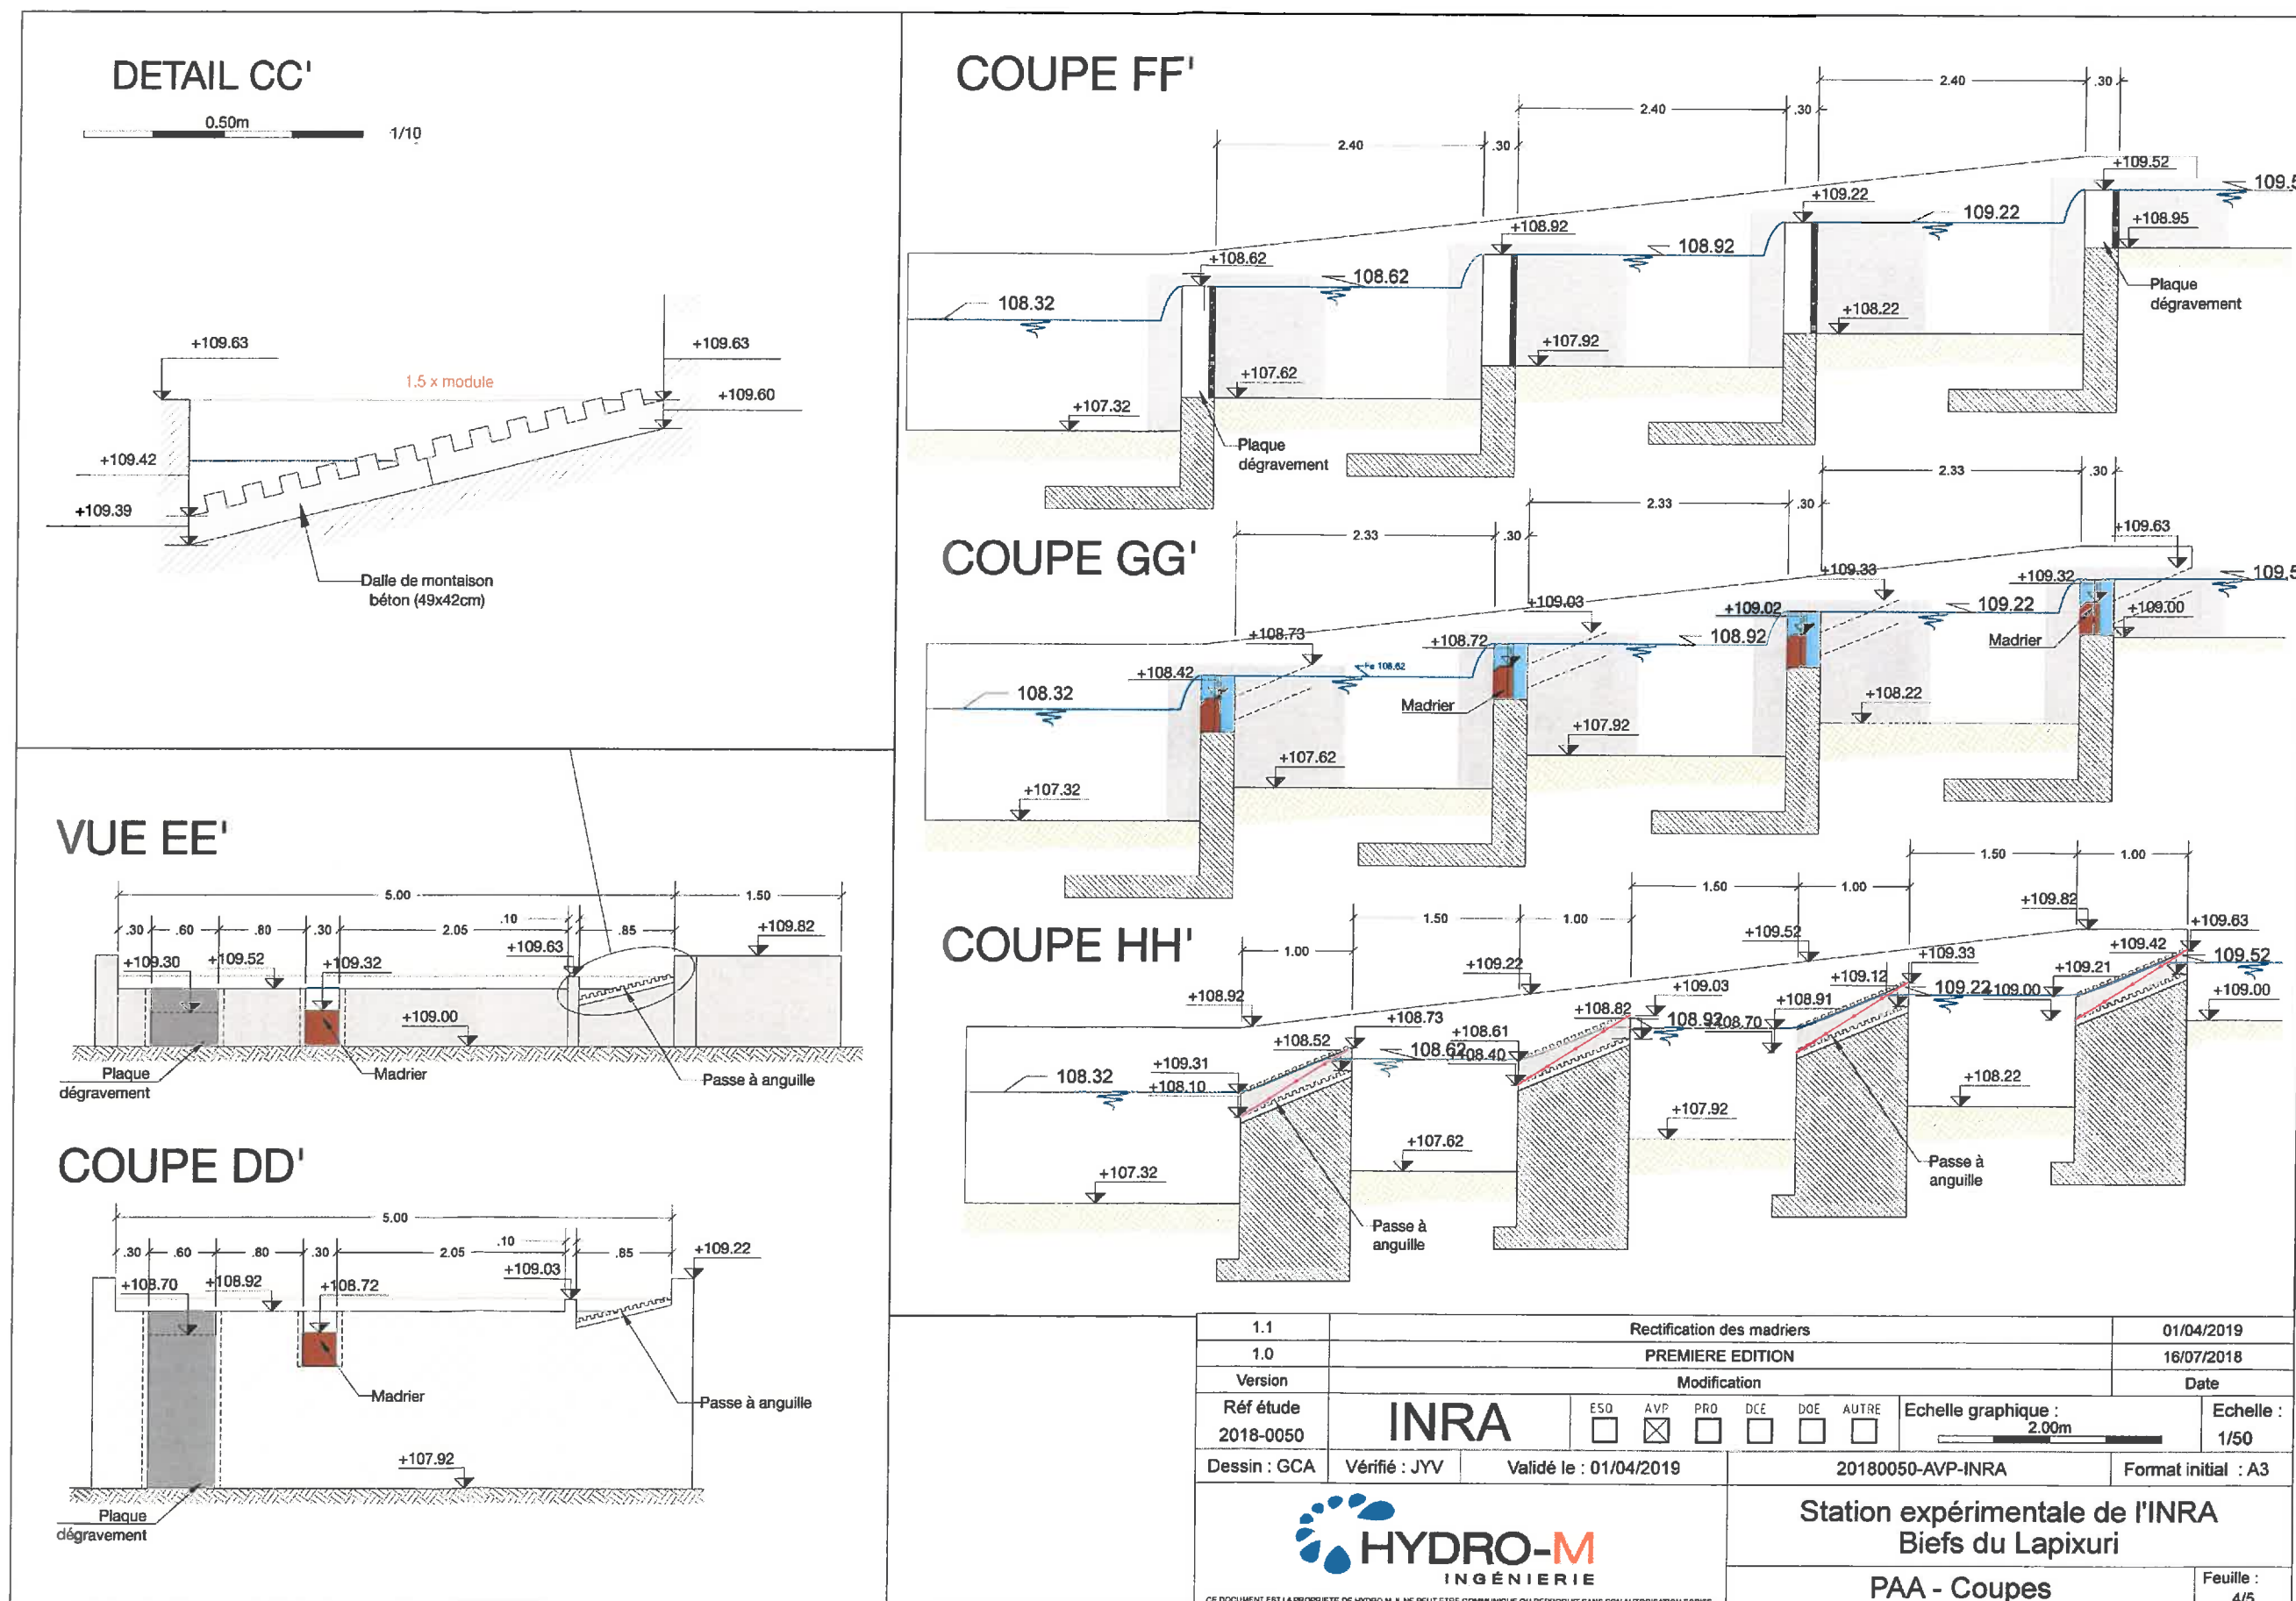 DETAIL CC'
0.50m
1/10
+109.63
+109.63
1.5 x module
+109.60
+109.42
+109.39
Dalle de montaison
béton (49x42cm)
VUE EE'
5.00
1.50
.30
.60
.80
.30
2.05
.10
.85
+109.82
+109.63
+109.30
+109.52
+109.32
+109.00
Plaque
dégravement
Madrier
Passe à anguille
COUPE DD'
5.00
.30
.60
.80
.30
2.05
.10
.85
+109.22
+109.03
+108.70
+108.92
+108.72
Madrier
Passe à anguille
+107.92
Plaque
dégravement
COUPE FF'
2.40
.30
2.40
.30
2.40
.30
+109.52
109.5
+109.22
109.22
+108.95
+108.92
108.92
Plaque
dégravement
+108.62
108.62
108.32
+108.22
+107.92
+107.62
+107.32
Plaque
dégravement
COUPE GG'
2.33
.30
2.33
.30
2.33
.30
+109.63
109.5
+109.33
+109.32
+109.03
+109.02
109.22
+109.00
Madrier
+108.73
+108.72
108.92
+108.42
Fe 108.62
108.32
Madrier
+108.22
+107.92
+107.62
+107.32
COUPE HH'
1.00
1.50
1.00
1.50
1.00
1.50
1.00
+109.82
+109.63
+109.52
+109.42
109.52
+109.33
+109.22
+109.12
+109.21
+109.00
+109.03
109.22
+109.00
+108.92
+108.91
+108.82
108.92
+108.70
+108.73
+108.61
+108.52
108.62
+108.40
+109.31
108.32
+108.10
+108.22
+107.92
+107.62
+107.32
Passe à
anguille
Passe à
anguille
1.1 Rectification des madriers 01/04/2019
1.0 PREMIERE EDITION 16/07/2018
Version Modification Date
Réf étude
2018-0050
INRA
ESQ AVP PRO DCE DOE AUTRE
Echelle graphique :
2.00m
Echelle :
1/50
Dessin : GCA Vérifié : JYV Validé le : 01/04/2019 20180050-AVP-INRA Format initial : A3
HYDRO-M
INGÉNIERIE
Station expérimentale de l'INRA
Biefs du Lapixuri
PAA - Coupes
Feuille :
4/5